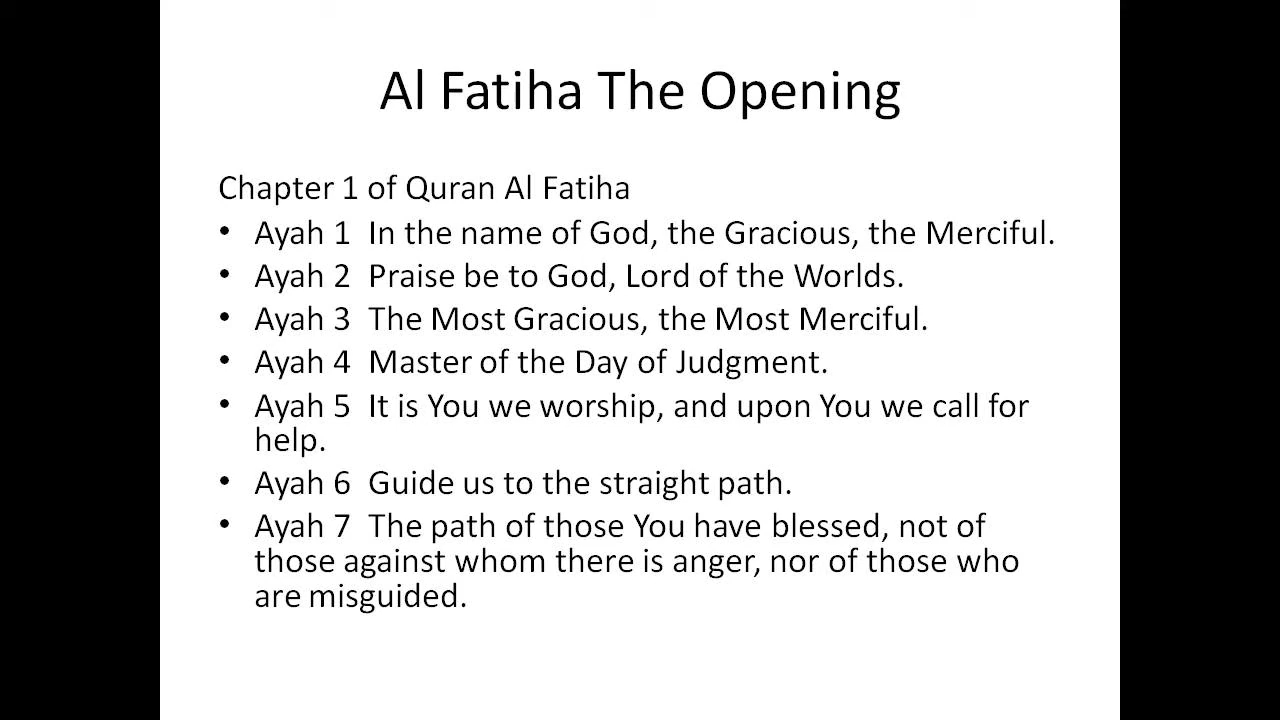 Al Fatiha The Opening
Chapter 1 of Quran Al Fatiha
• Ayah 1  In the name of God, the Gracious, the Merciful.
• Ayah 2  Praise be to God, Lord of the Worlds.
• Ayah 3  The Most Gracious, the Most Merciful.
• Ayah 4  Master of the Day of Judgment.
• Ayah 5  It is You we worship, and upon You we call for
help.
• Ayah 6  Guide us to the straight path.
• Ayah 7  The path of those You have blessed, not of
those against whom there is anger, nor of those who
are misguided.